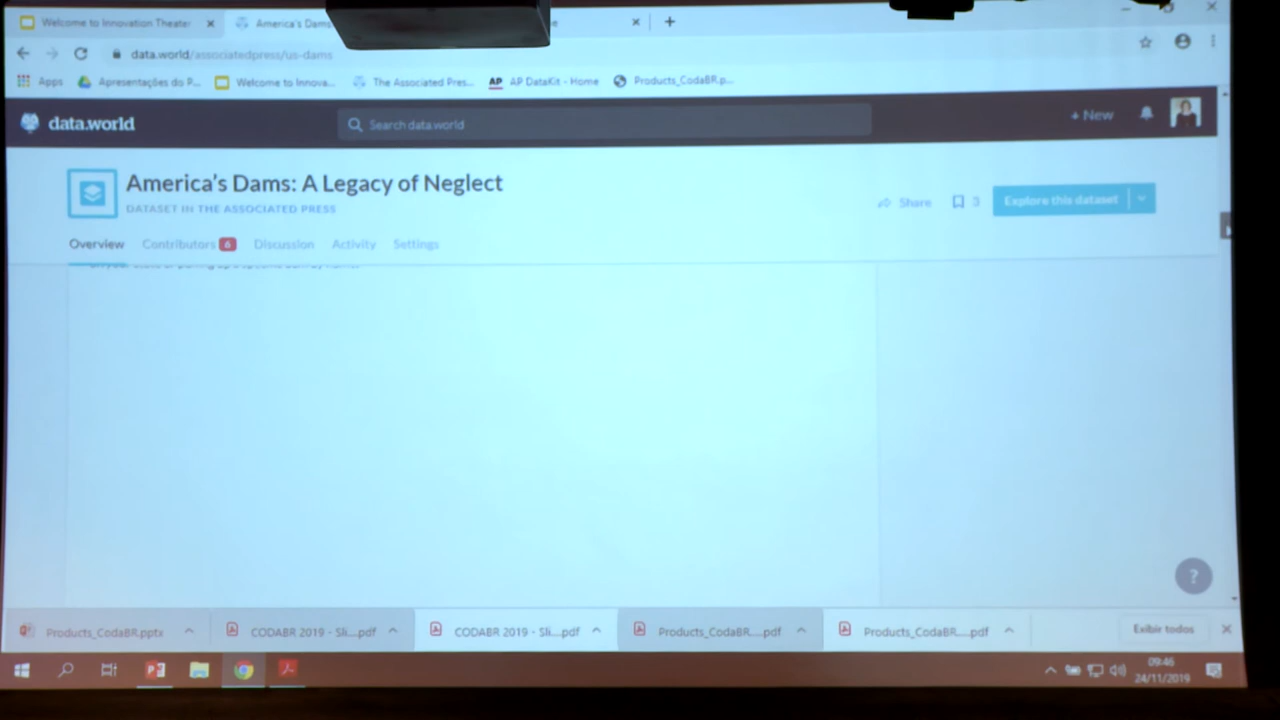 Welcome to Innovation Theater
America's Dams:
data.world/associatedpress/us-dams
Apps
Apresentações do P...
Welcome to Innova...
The Associated Pres...
AP
AP DataKit - Home
Products_CodaBR.p...
data.world
Search data.world
+ New
America's Dams: A Legacy of Neglect
DATASET IN THE ASSOCIATED PRESS
Share
3
Explore this dataset
Overview
Contributors 6
Discussion
Activity
Settings
?
Products_CodaBR.pptx
CODABR 2019 - Sli....pdf
CODABR 2019 - Sli....pdf
Products_CodaBR....pdf
Products_CodaBR....pdf
Exibir todos
09:46
24/11/2019